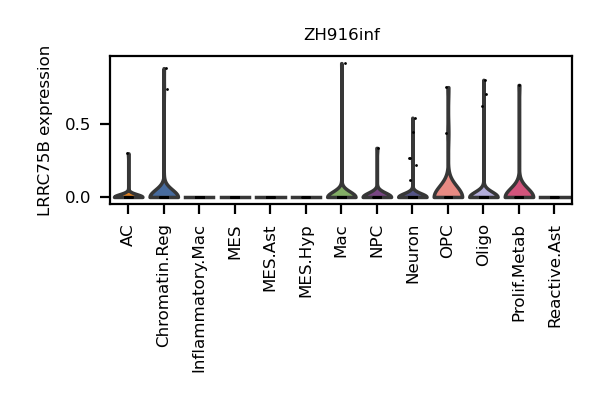 ZH916inf
LRRC75B expression
0.5
0.0
AC
Chromatin.Reg
Inflammatory.Mac
MES
MES.Ast
MES.Hyp
Mac
NPC
Neuron
OPC
Oligo
Prolif.Metab
Reactive.Ast